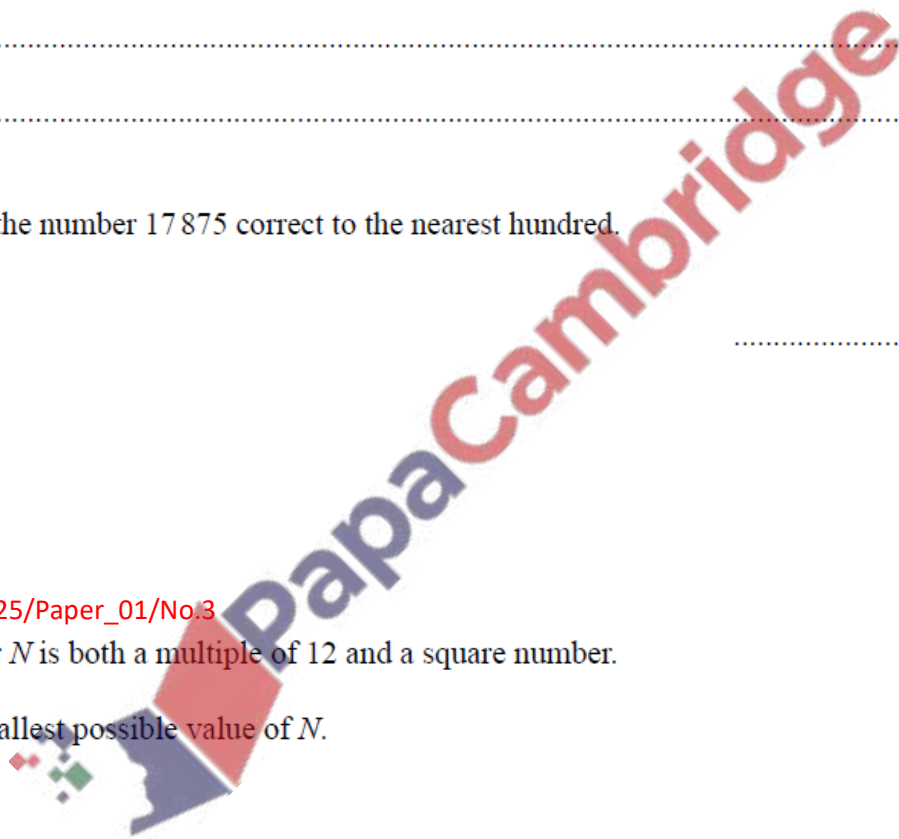 the number 17 875 correct to the nearest hundred.
PapaCambridge
25/Paper_01/No.3
N is both a multiple of 12 and a square number.
allest possible value of N.